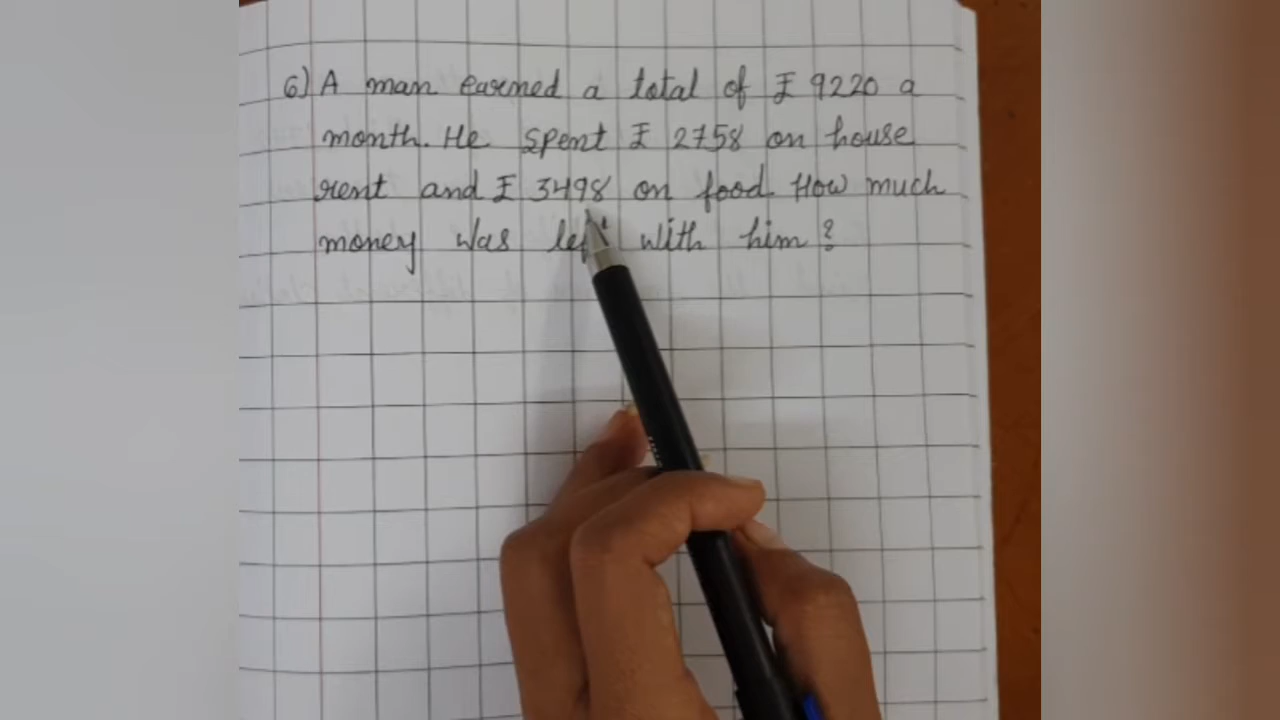 6) A man earned a total of ₹ 9220 a
month. He spent ₹ 2758 on house
rent and ₹ 3498 on food. How much
money was left with him?